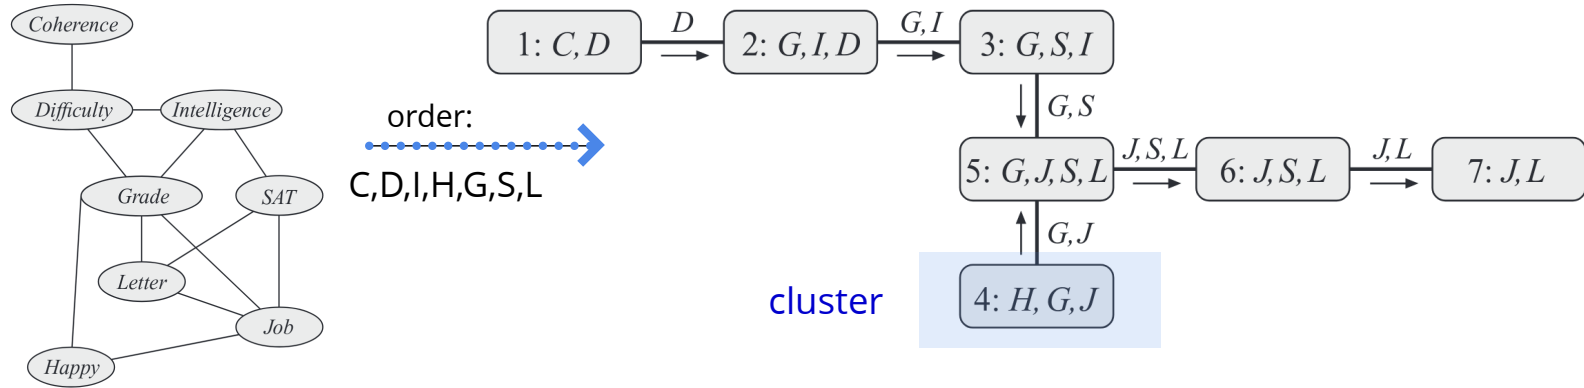 Coherence
Difficulty
Intelligence
Grade
SAT
Letter
Job
Happy
order:
C,D,I,H,G,S,L
1: C, D
D
2: G, I, D
G, I
3: G, S, I
G, S
5: G, J, S, L
J, S, L
6: J, S, L
J, L
7: J, L
G, J
cluster
4: H, G, J